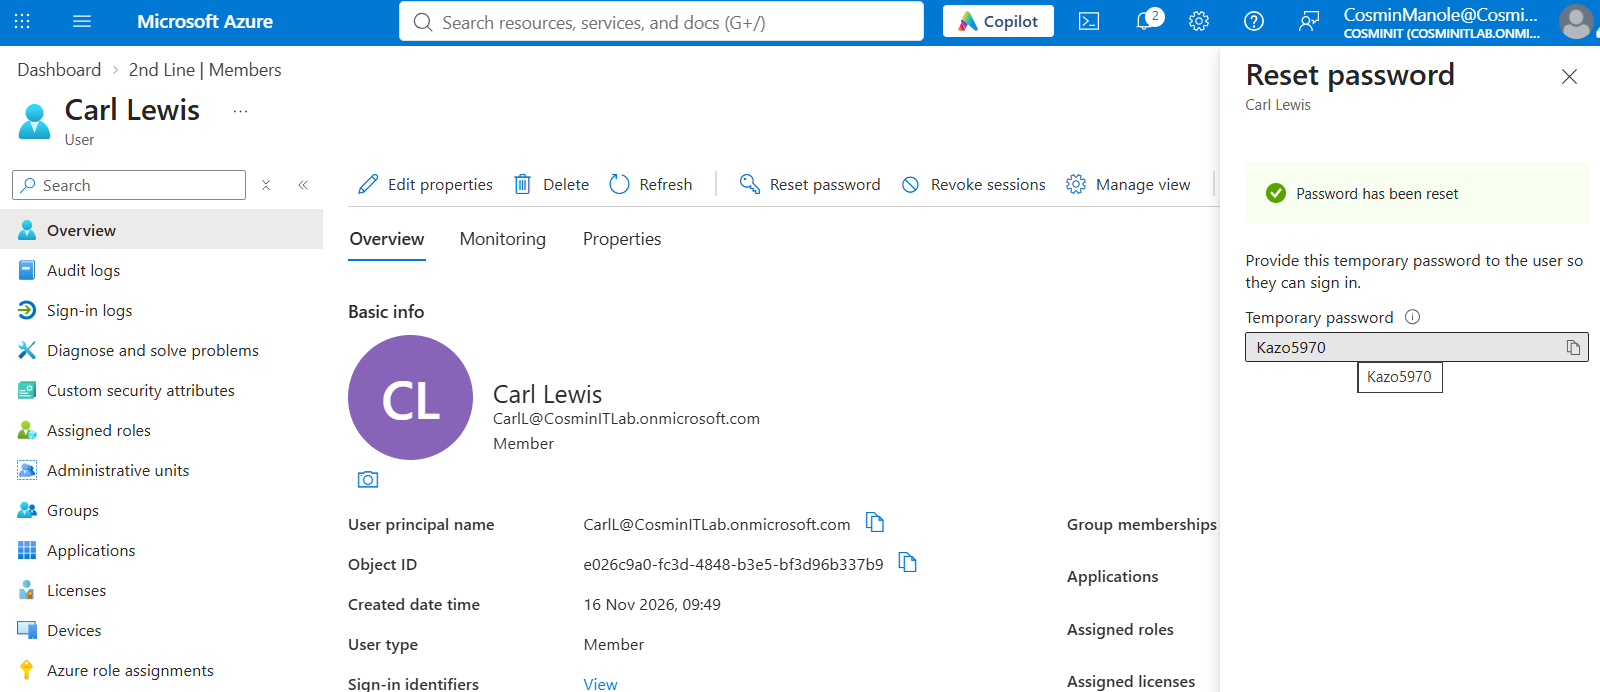 Microsoft Azure
Search resources, services, and docs (G+/)
Copilot
2
CosminManole@Cosmi...
COSMINIT (COSMINITLAB.ONMI...
Dashboard > 2nd Line | Members
Carl Lewis ...
User
Search
Overview
Audit logs
Sign-in logs
Diagnose and solve problems
Custom security attributes
Assigned roles
Administrative units
Groups
Applications
Licenses
Devices
Azure role assignments
Edit properties Delete Refresh Reset password Revoke sessions Manage view
Overview Monitoring Properties
Basic info
CL
Carl Lewis
CarlL@CosminITLab.onmicrosoft.com
Member
User principal name CarlL@CosminITLab.onmicrosoft.com
Object ID e026c9a0-fc3d-4848-b3e5-bf3d96b337b9
Created date time 16 Nov 2026, 09:49
User type Member
Sign-in identifiers View
Group memberships
Applications
Assigned roles
Assigned licenses
Reset password
Carl Lewis
Password has been reset
Provide this temporary password to the user so
they can sign in.
Temporary password
Kazo5970
Kazo5970